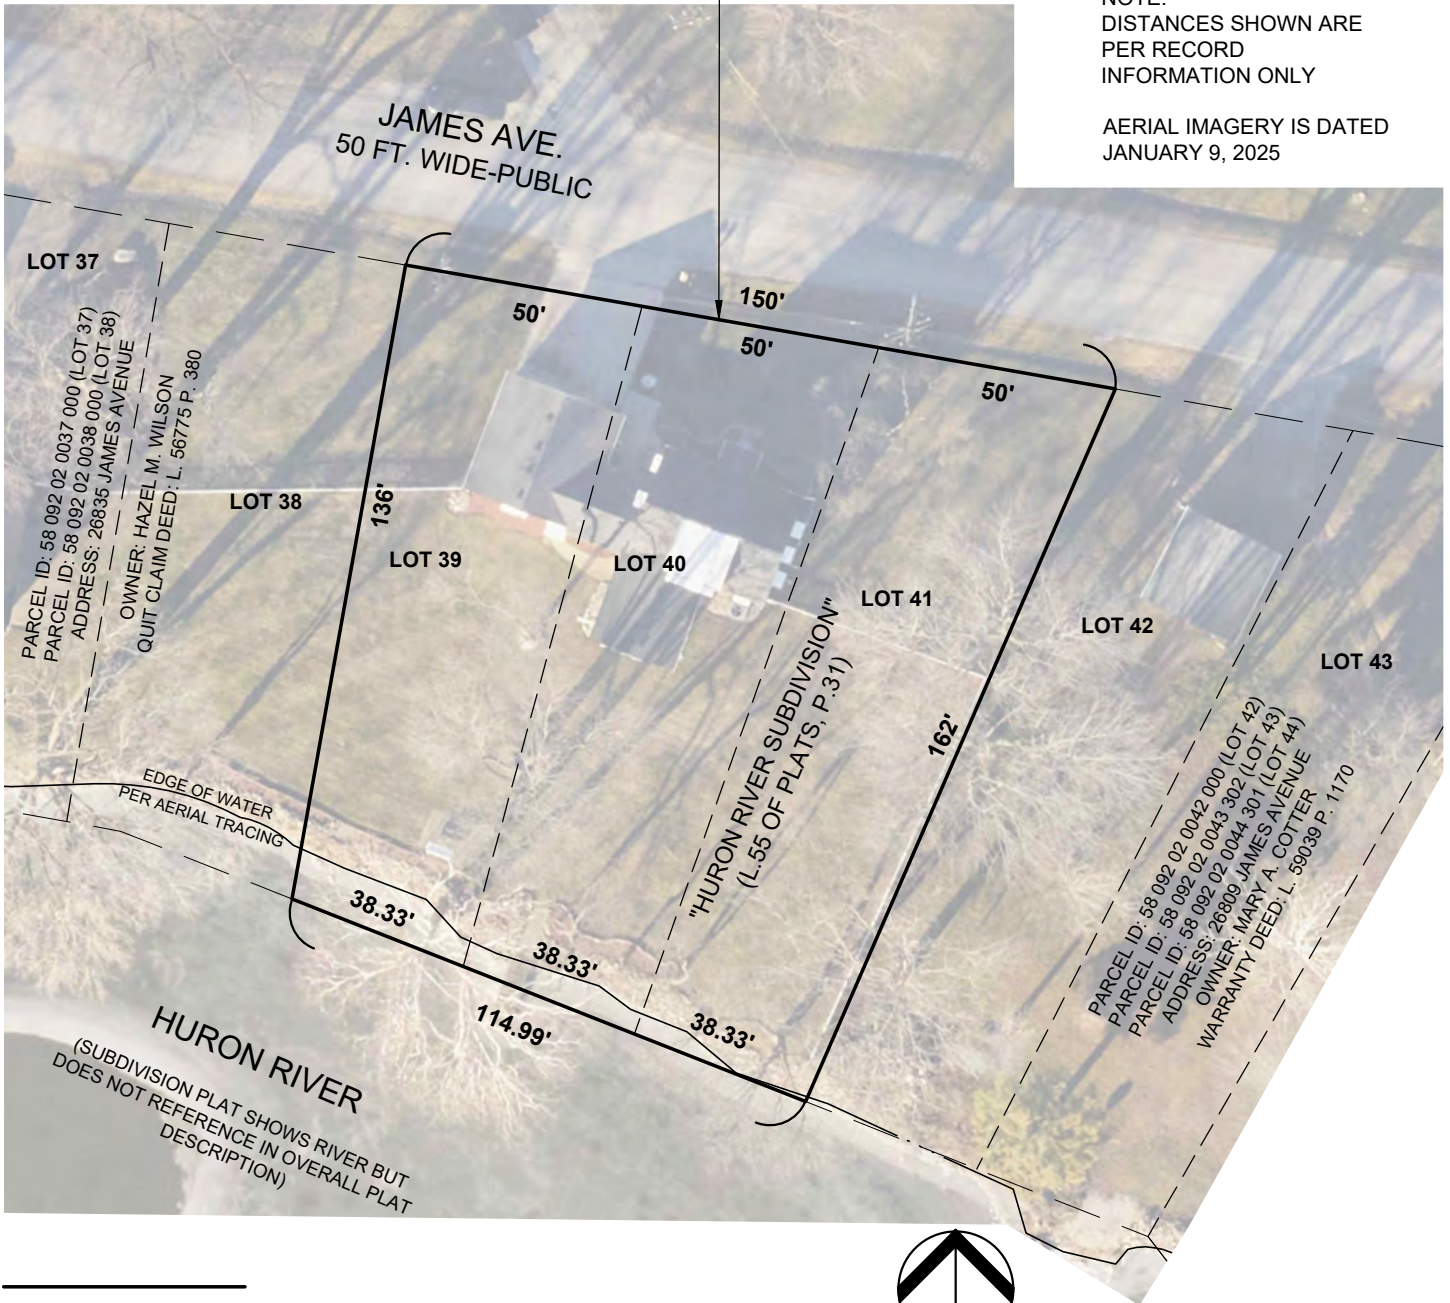 NOTE:
DISTANCES SHOWN ARE
PER RECORD
INFORMATION ONLY
AERIAL IMAGERY IS DATED
JANUARY 9, 2025
JAMES AVE.
50 FT. WIDE-PUBLIC
LOT 37
150'
50'
50'
50'
PARCEL ID: 58 092 02 0037 000 (LOT 37)
PARCEL ID: 58 092 02 0038 000 (LOT 38)
ADDRESS: 26835 JAMES AVENUE
OWNER: HAZEL M. WILSON
QUIT CLAIM DEED: L. 56775 P. 380
LOT 38
136'
LOT 39
LOT 40
LOT 41
LOT 42
LOT 43
"HURON RIVER SUBDIVISION"
(L.55 OF PLATS, P.31)
162'
PARCEL ID: 58 092 02 0042 000 (LOT 42)
PARCEL ID: 58 092 02 0043 302 (LOT 43)
PARCEL ID: 58 092 02 0044 301 (LOT 44)
ADDRESS: 26809 JAMES AVENUE
OWNER: MARY A. COTTER
WARRANTY DEED: L. 59039 P. 1170
EDGE OF WATER
PER AERIAL TRACING
38.33'
38.33'
38.33'
114.99'
HURON RIVER
(SUBDIVISION PLAT SHOWS RIVER BUT
DOES NOT REFERENCE IN OVERALL PLAT
DESCRIPTION)